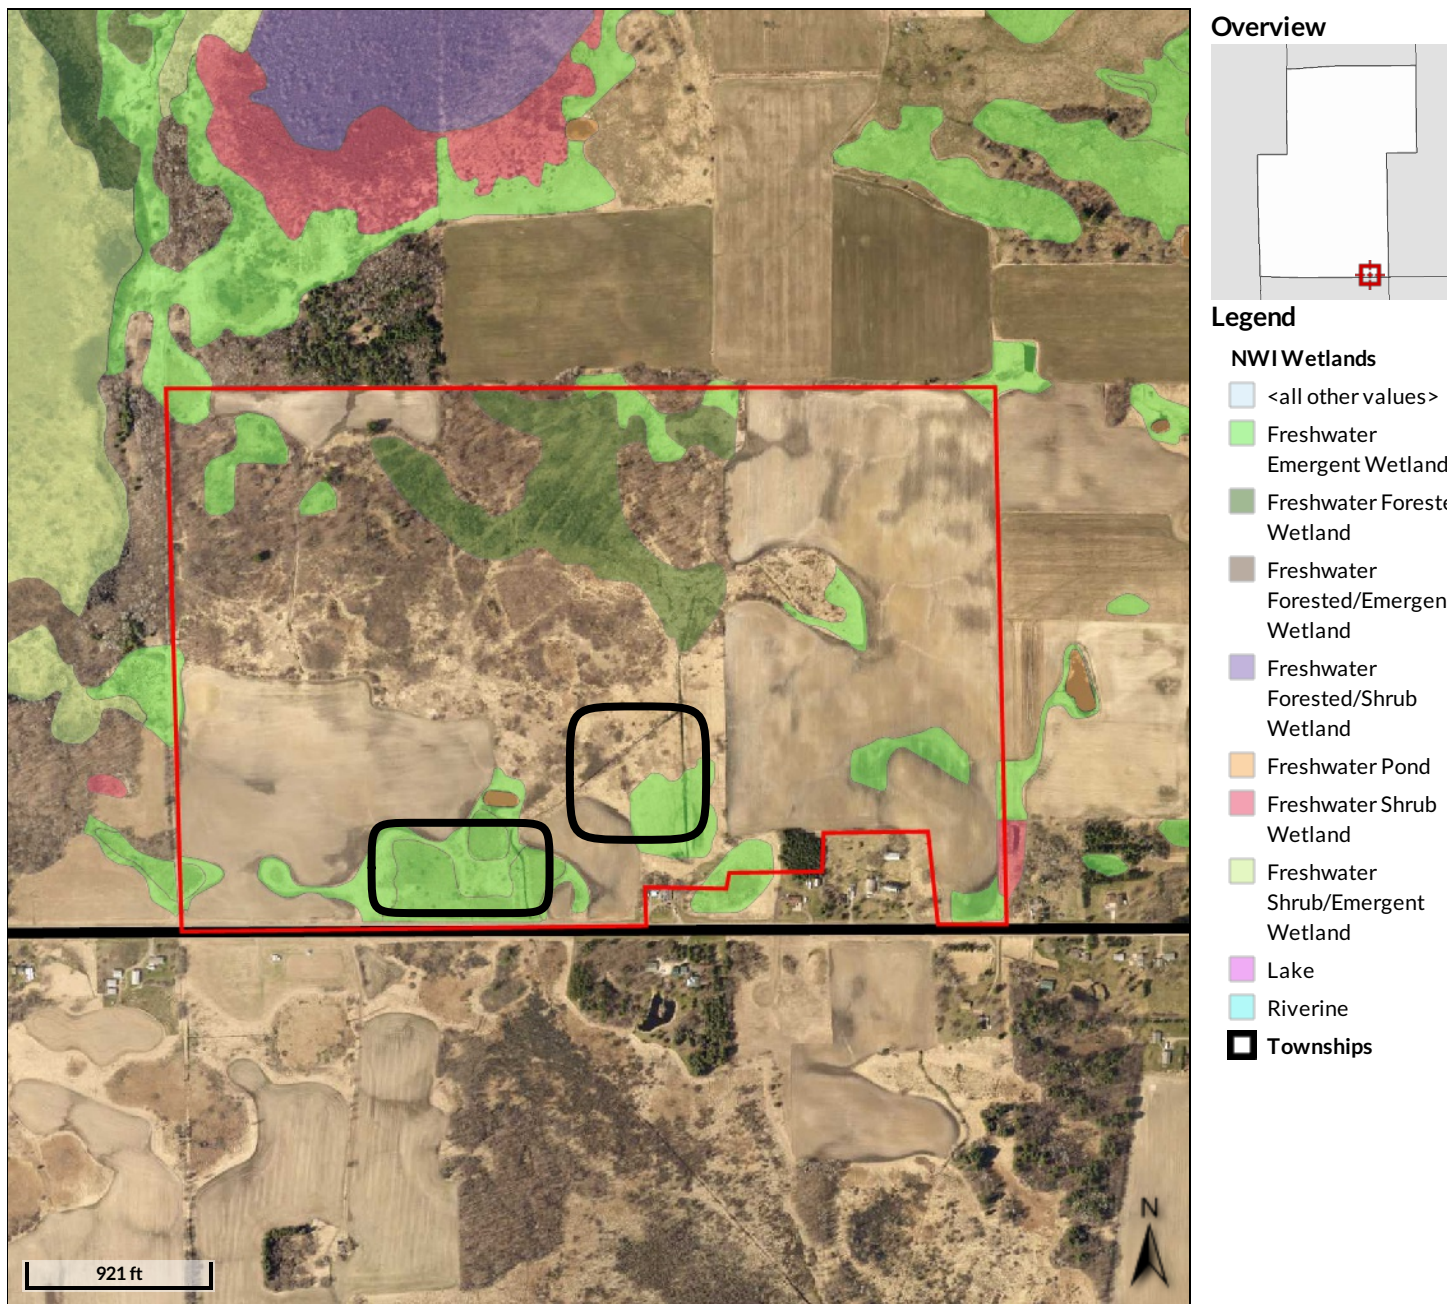 Overview
Legend
NWI Wetlands
<all other values>
Freshwater
Emergent Wetland
Freshwater Foreste
Wetland
Freshwater
Forested/Emergen
Wetland
Freshwater
Forested/Shrub
Wetland
Freshwater Pond
Freshwater Shrub
Wetland
Freshwater
Shrub/Emergent
Wetland
Lake
Riverine
Townships
N
921 ft